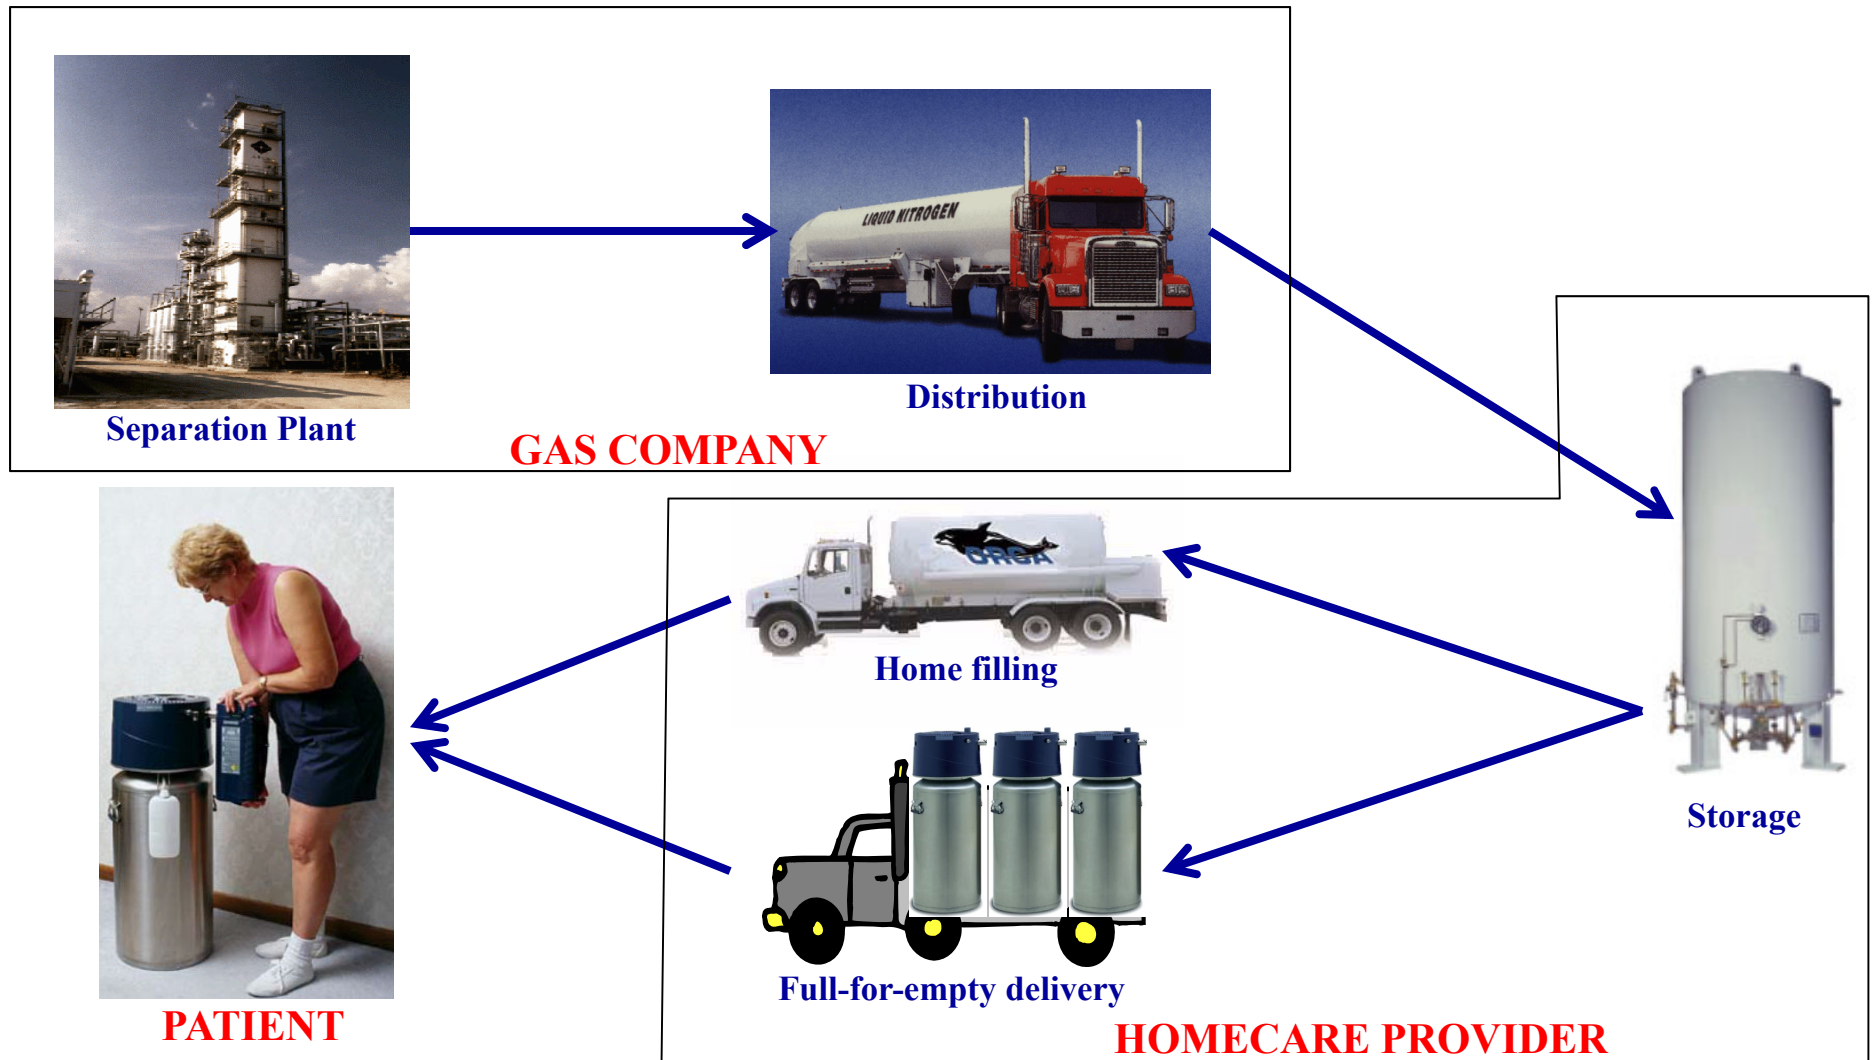 LIQUID NITROGEN
Distribution
Separation Plant
GAS COMPANY
ORCA
Home filling
Storage
Full-for-empty delivery
PATIENT
HOMECARE PROVIDER